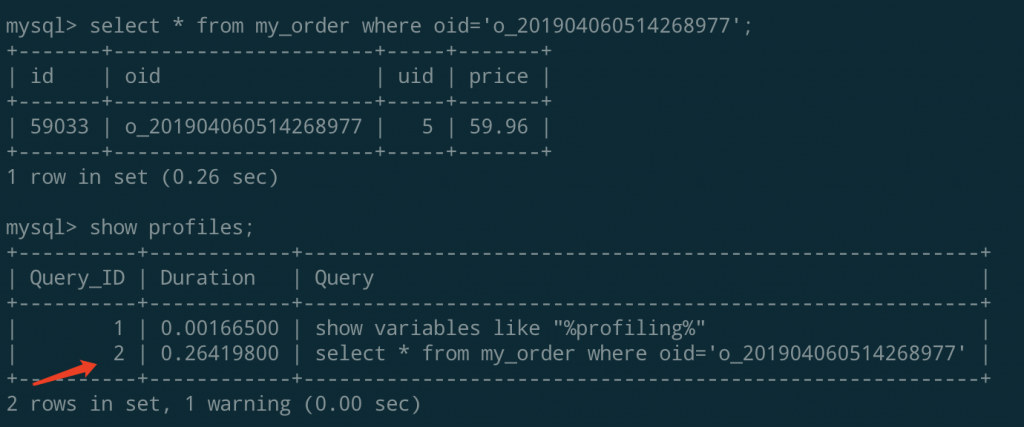 mysql> select * from my_order where oid='o_201904060514268977';
+-------+----------------------+-----+-------+
| id    | oid                  | uid | price |
+-------+----------------------+-----+-------+
| 59033 | o_201904060514268977 |   5 | 59.96 |
+-------+----------------------+-----+-------+
1 row in set (0.26 sec)
mysql> show profiles;
+----------+------------+---------------------------------------------------------+
| Query_ID | Duration   | Query                                                   |
+----------+------------+---------------------------------------------------------+
|        1 | 0.00166500 | show variables like "%profiling%"                       |
|        2 | 0.26419800 | select * from my_order where oid='o_201904060514268977' |
+----------+------------+---------------------------------------------------------+
2 rows in set, 1 warning (0.00 sec)